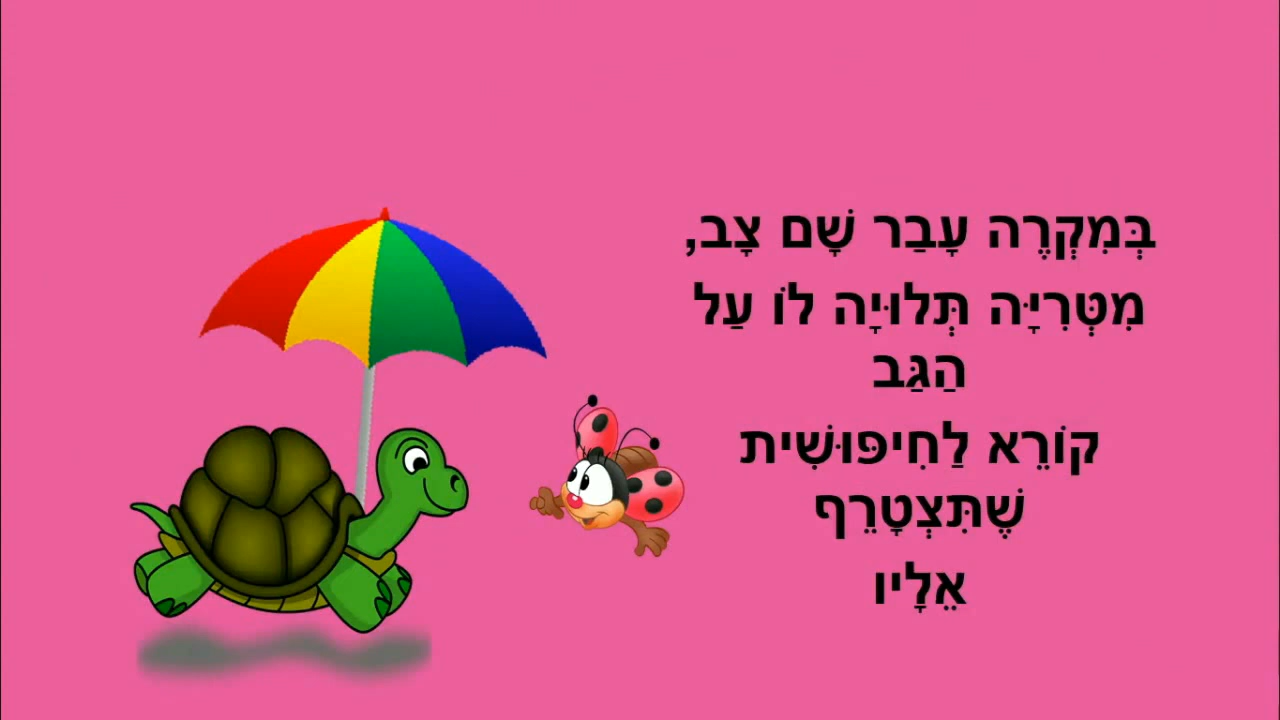 בְּמִקְרֶה עָבַר שָׁם צָב,
מִטְּרִיָּה תְּלוּיָה לוֹ עַל
הַגַּב
קוֹרֵא לַחִיפּוּשִׁית
שֶׁתִּצְטָרֵף
אֵלָיו